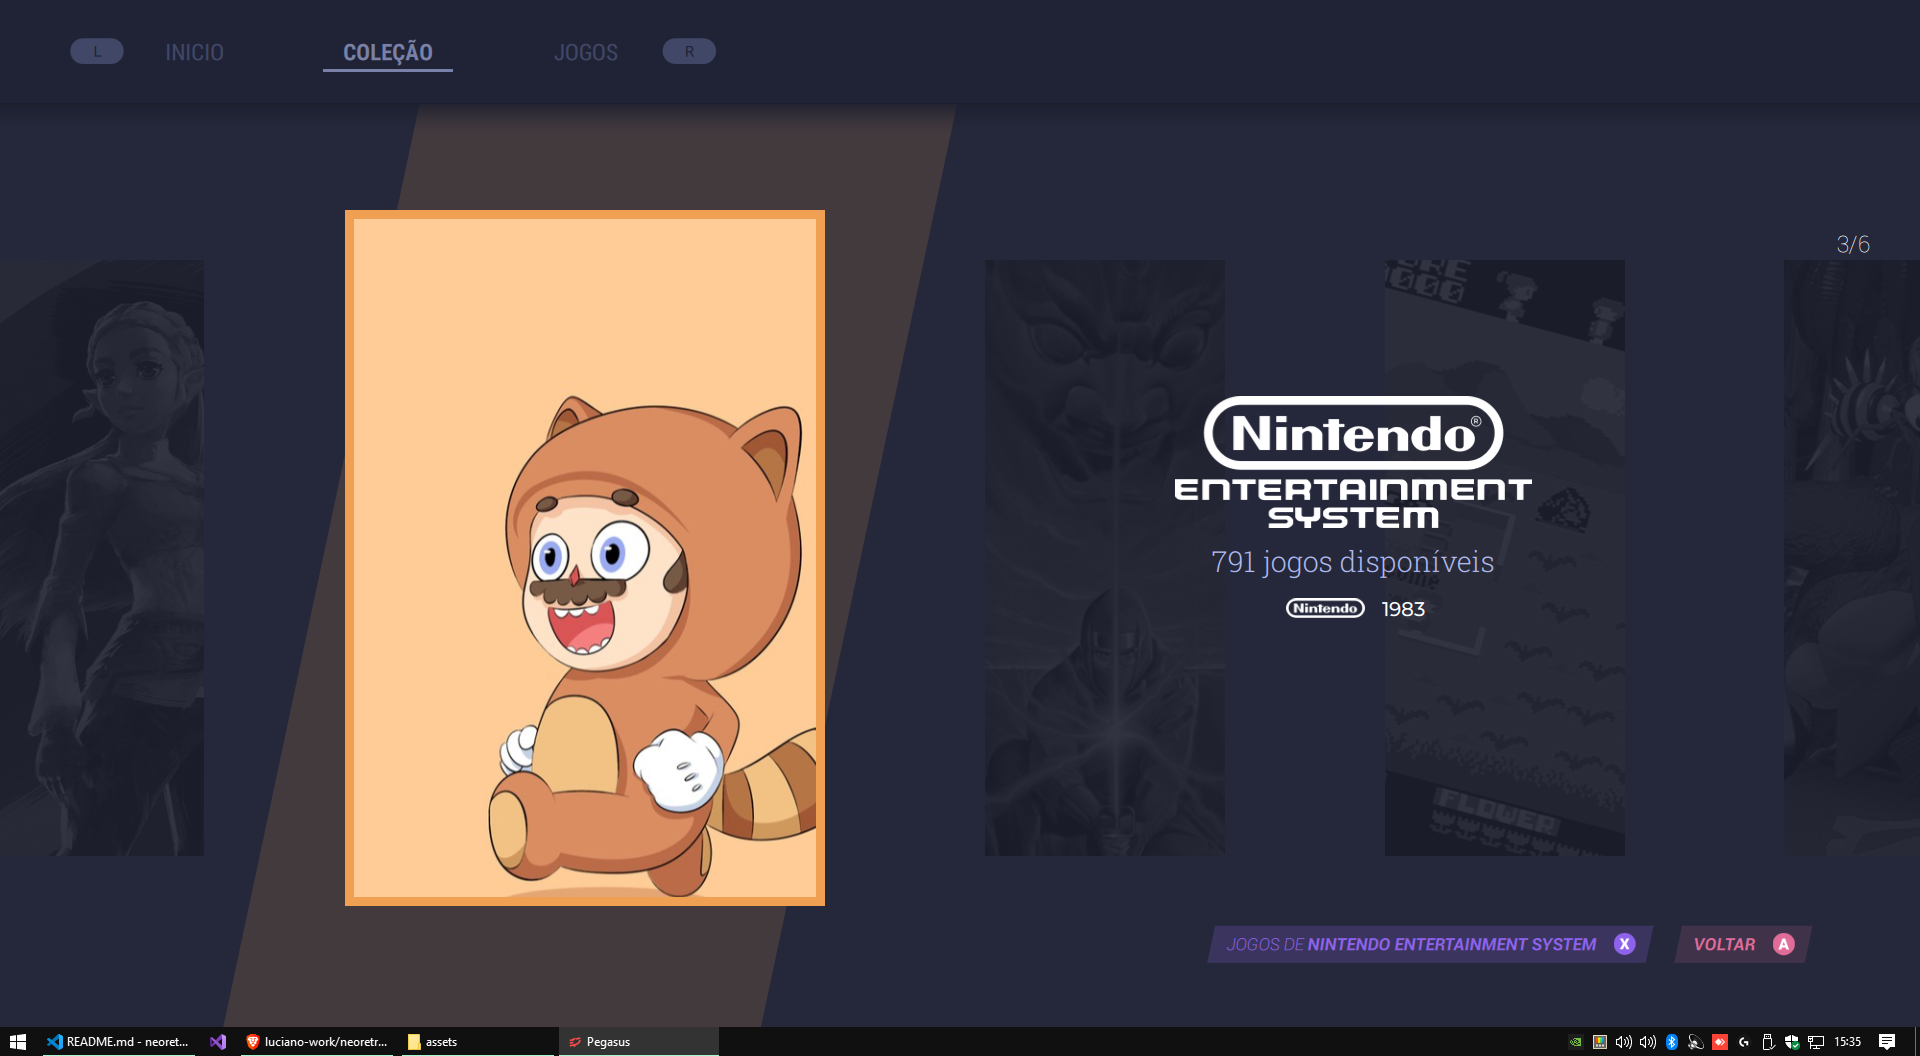 L INICIO COLEÇÃO JOGOS R
3/6
Nintendo®
ENTERTAINMENT
SYSTEM
791 jogos disponíveis
Nintendo 1983
FLOWER
JOGOS DE NINTENDO ENTERTAINMENT SYSTEM X
VOLTAR A
README.md - neoret... luciano-work/neoretr... assets Pegasus 15:35